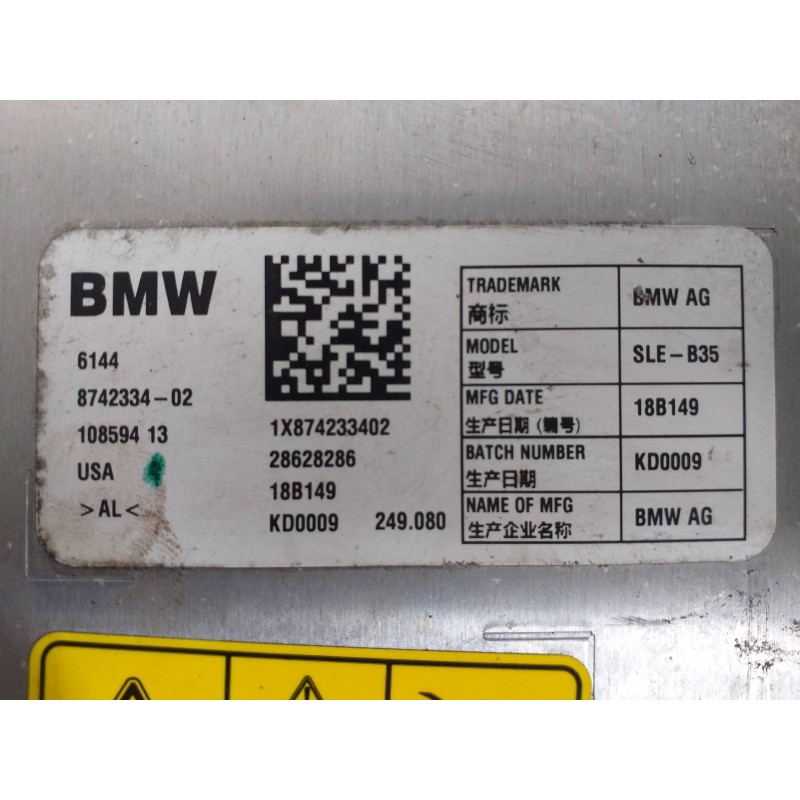 BMW
6144
8742334-02
108594 13
USA
>AL<
1X874233402
28628286
18B149
KD0009 249.080
TRADEMARK BMW AG
商标
MODEL SLE-B35
型号
MFG DATE 18B149
生产日期 (编号)
BATCH NUMBER KD0009
生产日期
NAME OF MFG BMW AG
生产企业名称